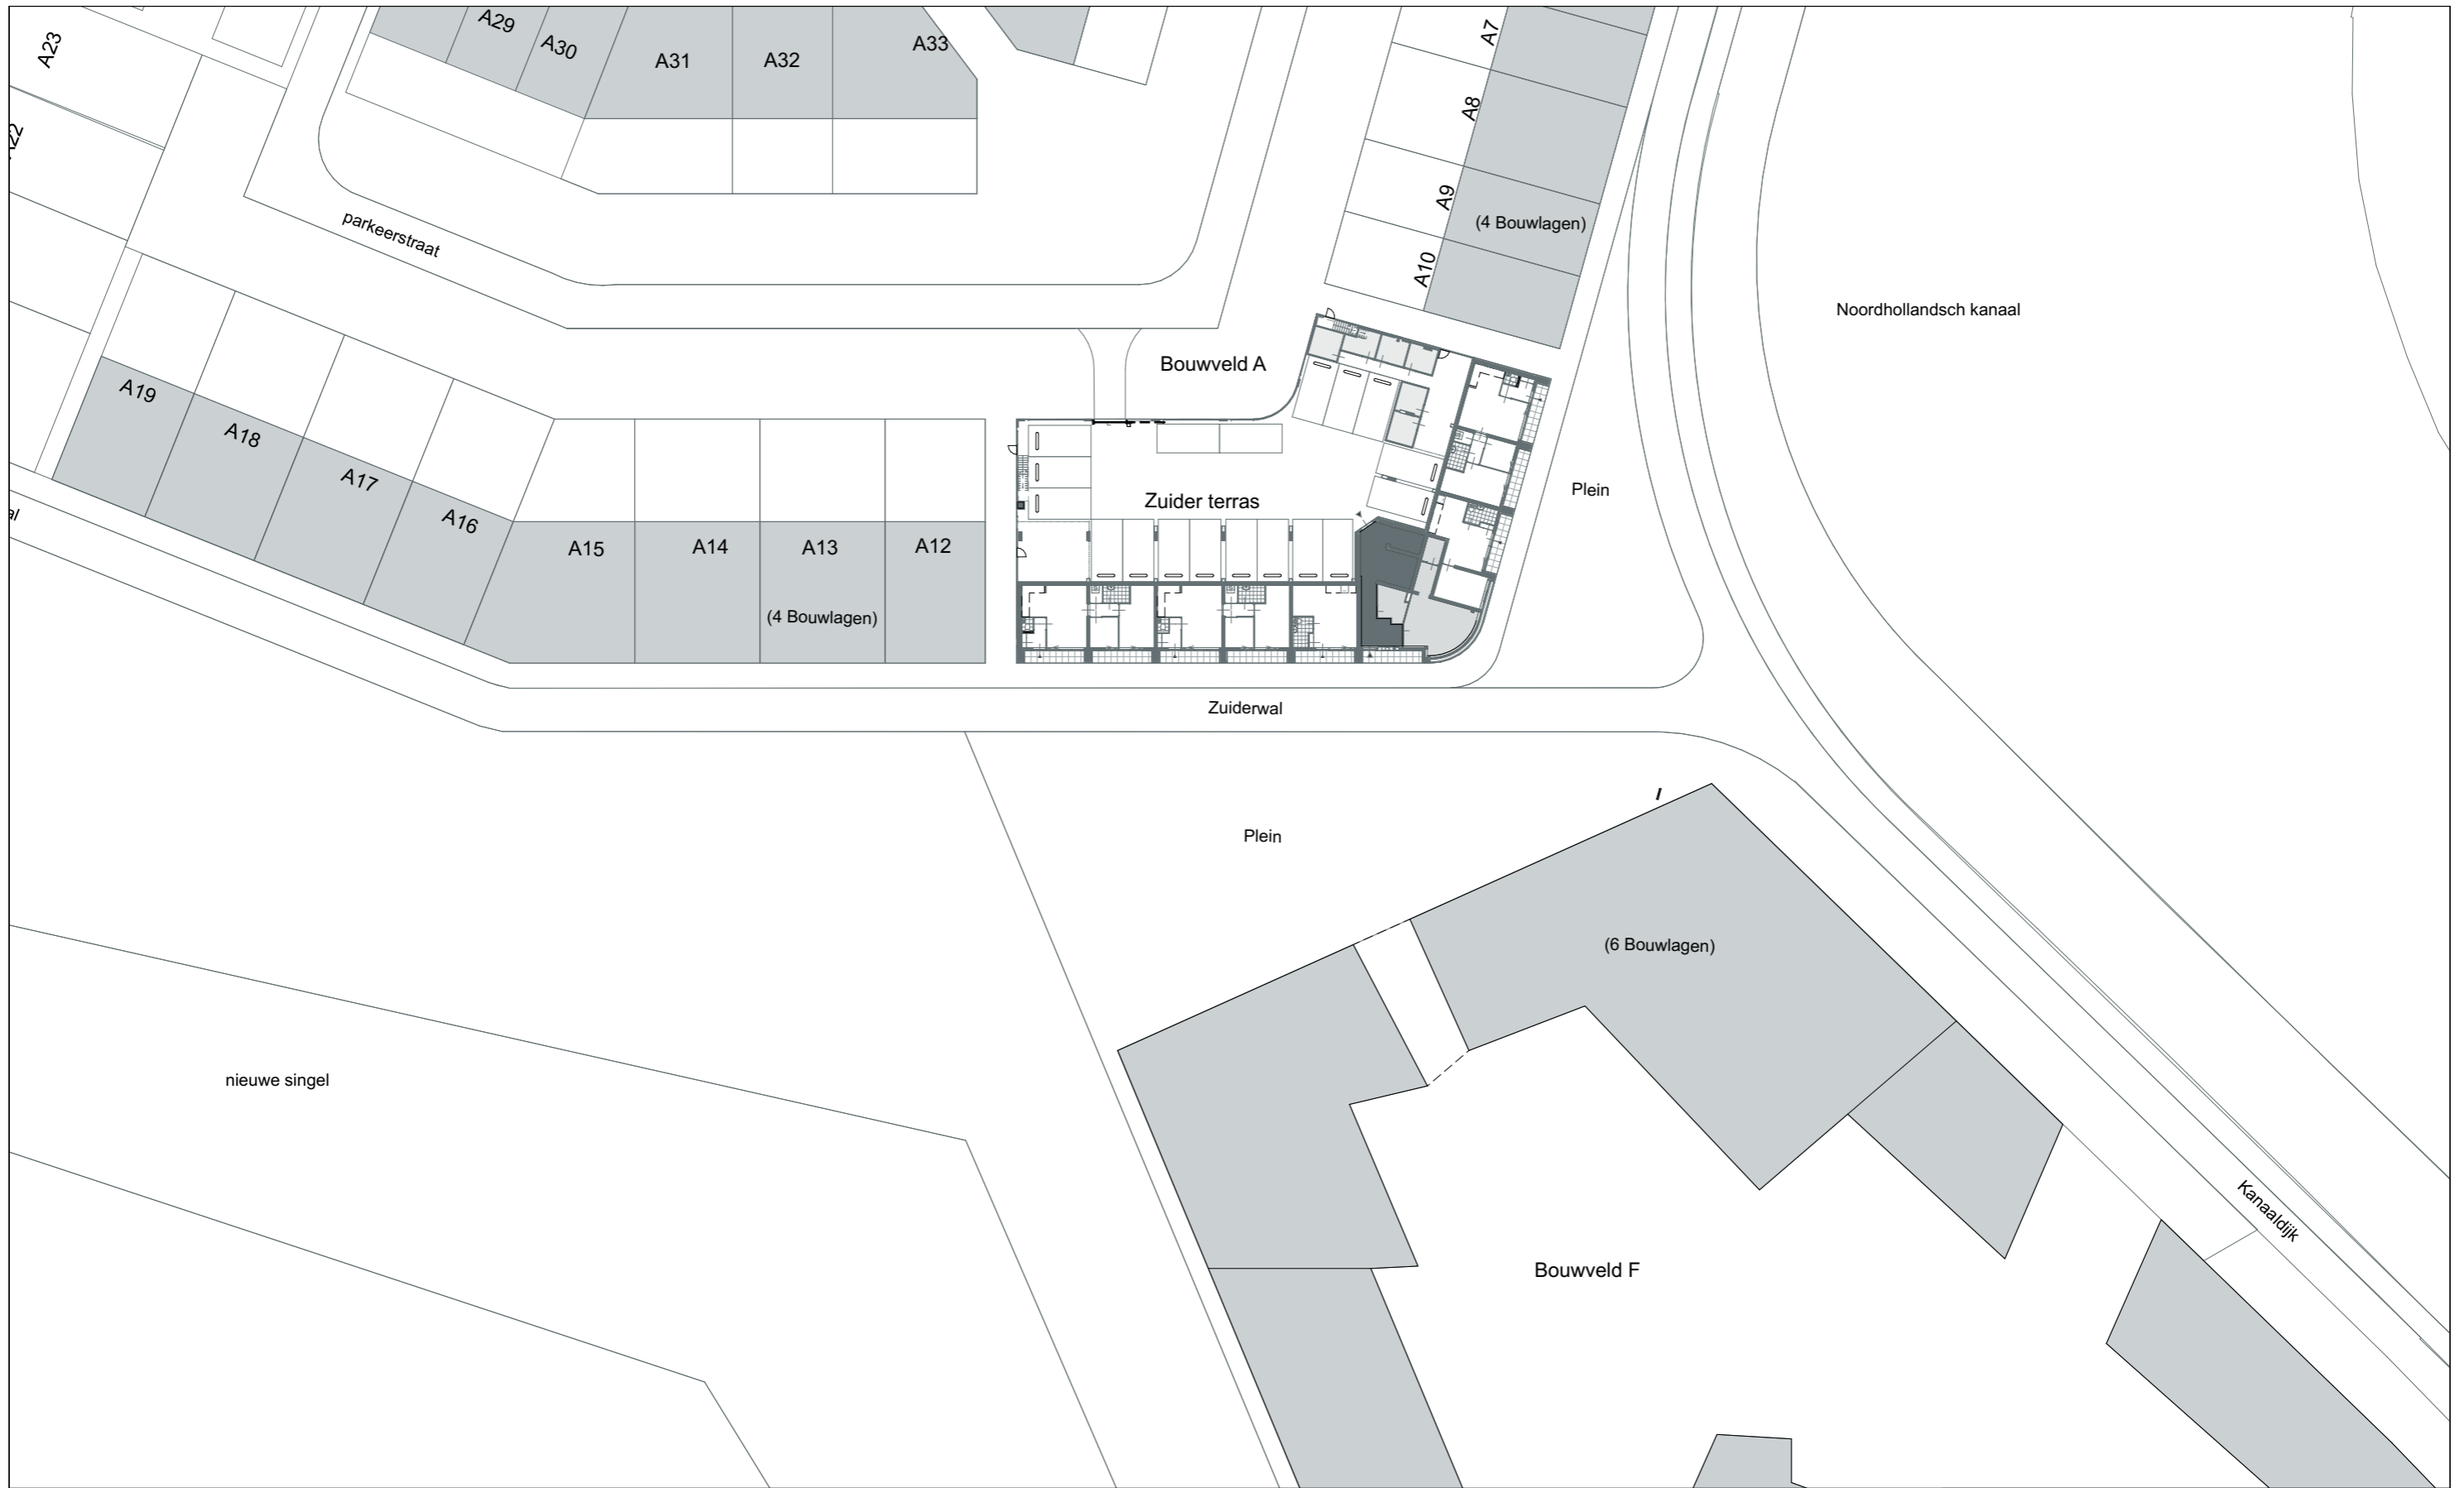 A23
A29
A30
A31
A32
A33
A7
A8
A9
(4 Bouwlagen)
A10
parkeerstraat
Noordhollandsch kanaal
Bouwveld A
A19
A18
A17
A16
A15
A14
A13
A12
(4 Bouwlagen)
Zuider terras
Plein
Zuiderwal
Plein
(6 Bouwlagen)
nieuwe singel
Kanaaldijk
Bouwveld F